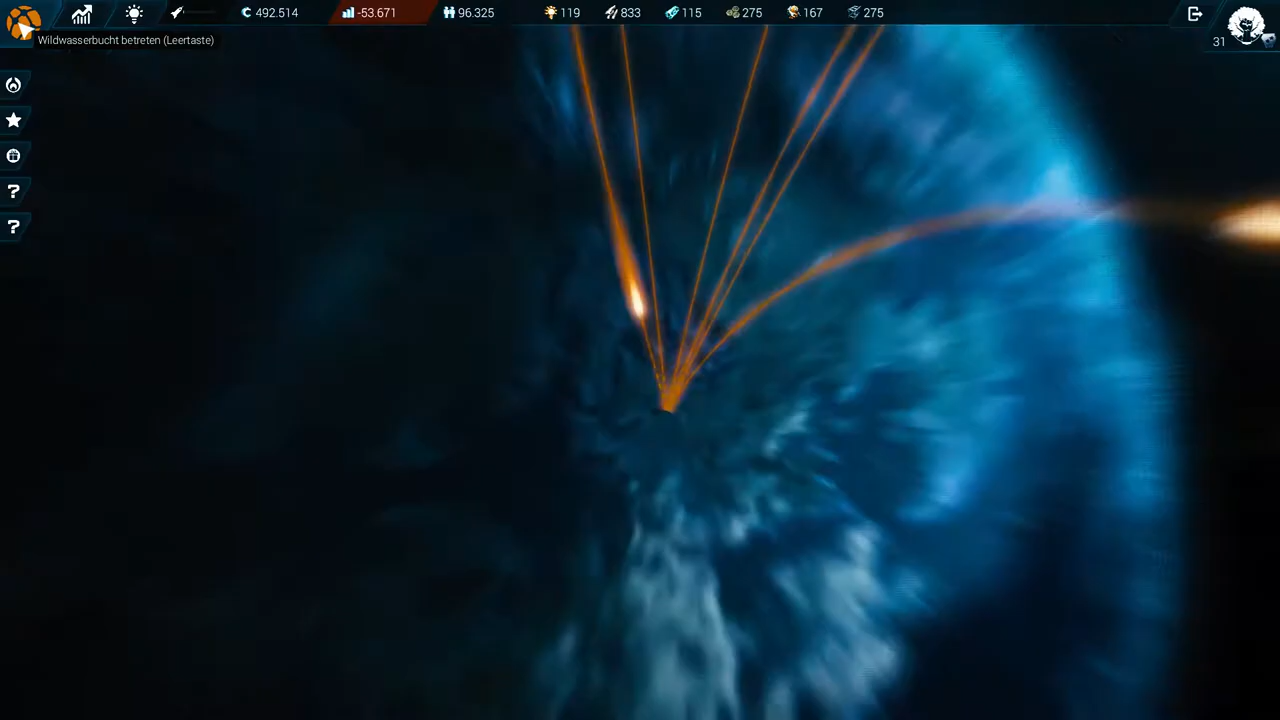 492.514 -53.671 96.325 119 833 115 275 167 275
Wildwasserbucht betreten (Leertaste)
31
?
?